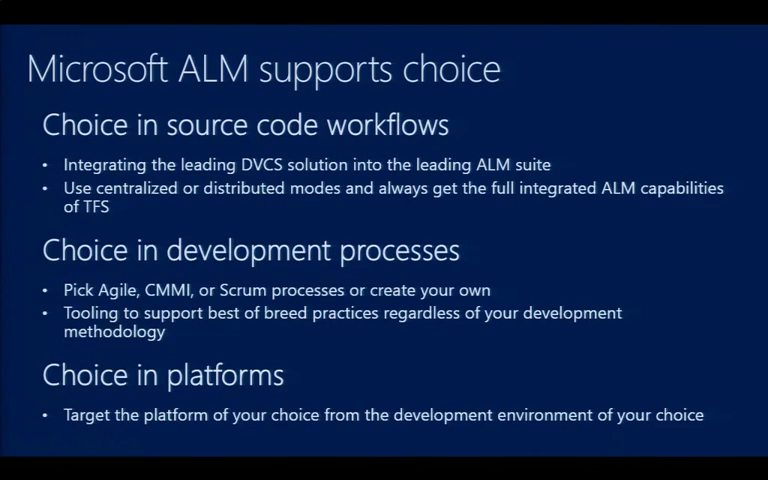 Microsoft ALM supports choice
Choice in source code workflows
• Integrating the leading DVCS solution into the leading ALM suite
• Use centralized or distributed modes and always get the full integrated ALM capabilities
of TFS
Choice in development processes
• Pick Agile, CMMI, or Scrum processes or create your own
• Tooling to support best of breed practices regardless of your development
methodology
Choice in platforms
• Target the platform of your choice from the development environment of your choice